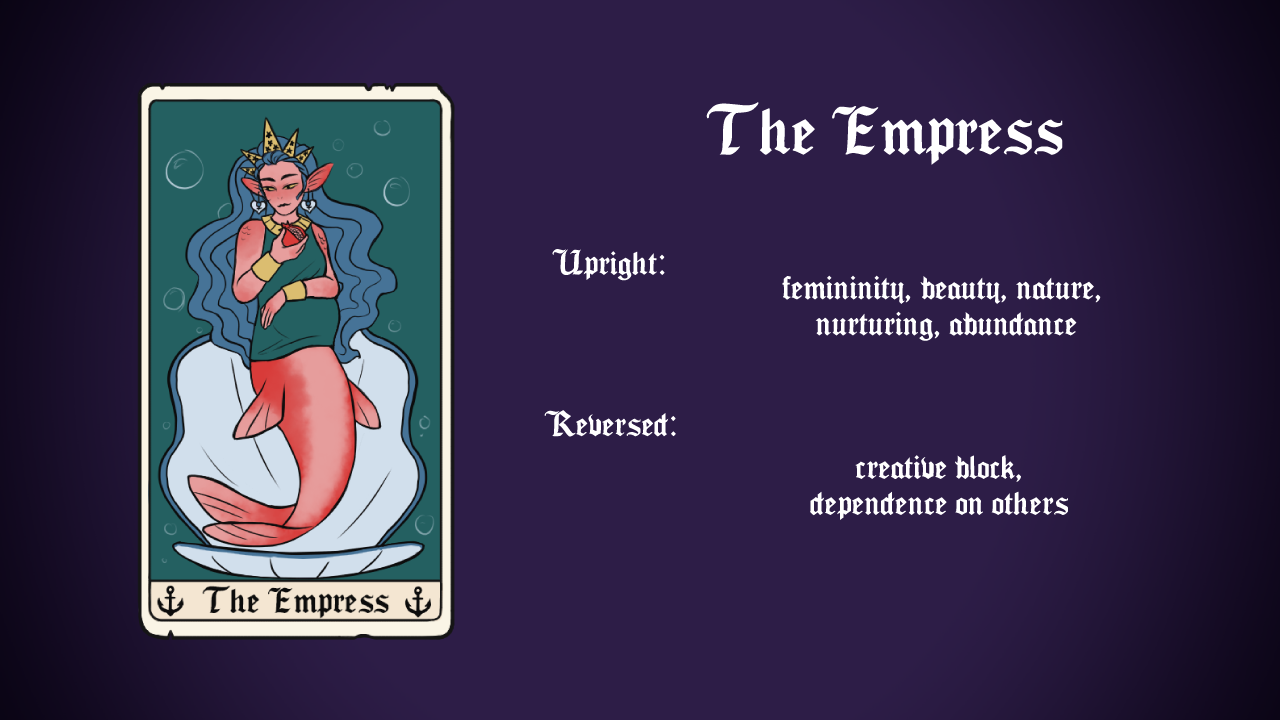 The Empress
Upright:
femininity, beauty, nature,
nurturing, abundance
Reversed:
creative block,
dependence on others
The Empress